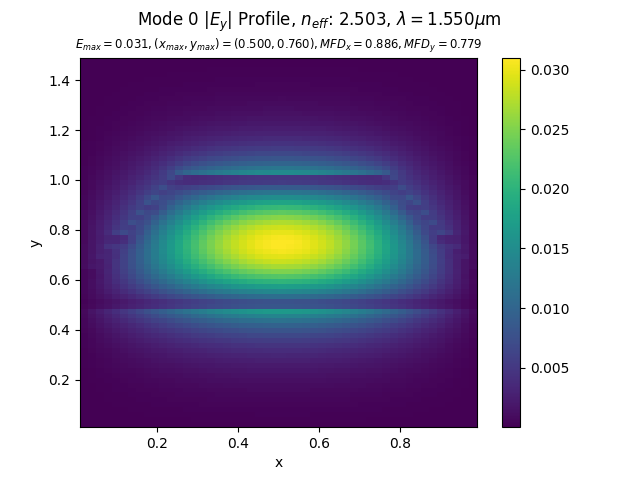 Mode 0 |E_y| Profile, n_eff: 2.503, λ = 1.550μm
E_max = 0.031, (x_max, y_max) = (0.500, 0.760), MFD_x = 0.886, MFD_y = 0.779
1.4
1.2
1.0
0.8
0.6
0.4
0.2
y
0.2 0.4 0.6 0.8
x
0.030
0.025
0.020
0.015
0.010
0.005